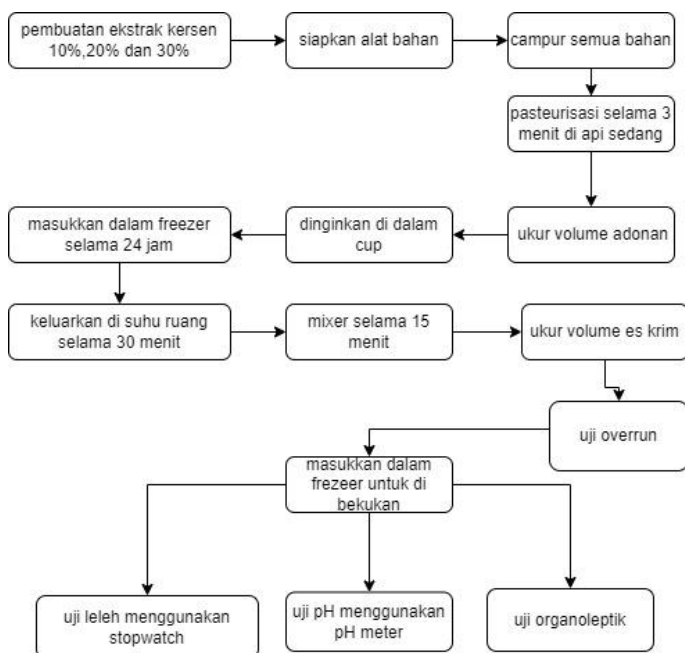 pembuatan ekstrak kersen
10%,20% dan 30%
siapkan alat bahan
campur semua bahan
pasteurisasi selama 3
menit di api sedang
ukur volume adonan
dinginkan di dalam
cup
masukkan dalam freezer
selama 24 jam
keluarkan di suhu ruang
selama 30 menit
mixer selama 15
menit
ukur volume es krim
uji overrun
masukkan dalam
frezeer untuk di
bekukan
uji leleh menggunakan
stopwatch
uji pH menggunakan
pH meter
uji organoleptik